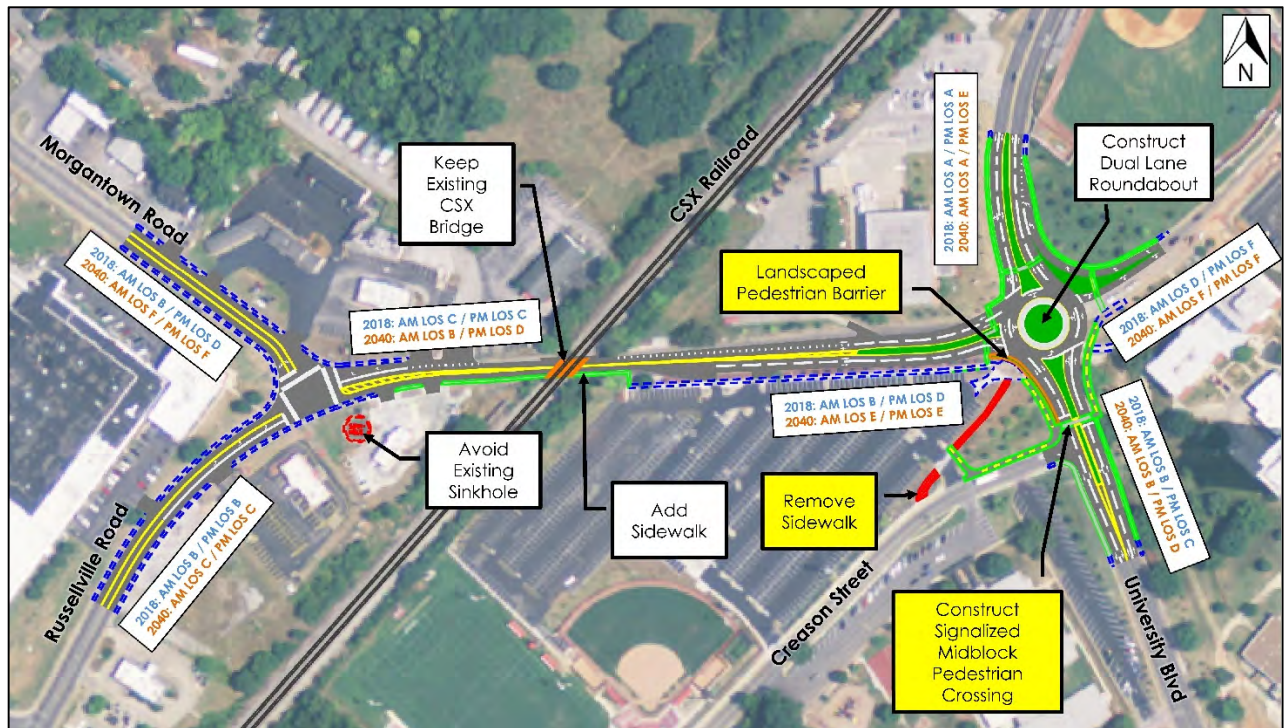 N
Morgantown Road
2018: AM LOS B / PM LOS D
2040: AM LOS F / PM LOS F
Keep
Existing
CSX
Bridge
CSX Railroad
2018: AM LOS C / PM LOS C
2040: AM LOS B / PM LOS D
2018: AM LOS A / PM LOS A
2040: AM LOS A / PM LOS E
Construct
Dual Lane
Roundabout
Landscaped
Pedestrian Barrier
2018: AM LOS D / PM LOS F
2040: AM LOS F / PM LOS F
2018: AM LOS B / PM LOS D
2040: AM LOS E / PM LOS E
Avoid
Existing
Sinkhole
Add
Sidewalk
Remove
Sidewalk
2018: AM LOS B / PM LOS C
2040: AM LOS B / PM LOS D
Russellville Road
2018: AM LOS B / PM LOS B
2040: AM LOS C / PM LOS C
Creason Street
Construct
Signalized
Midblock
Pedestrian
Crossing
University Blvd